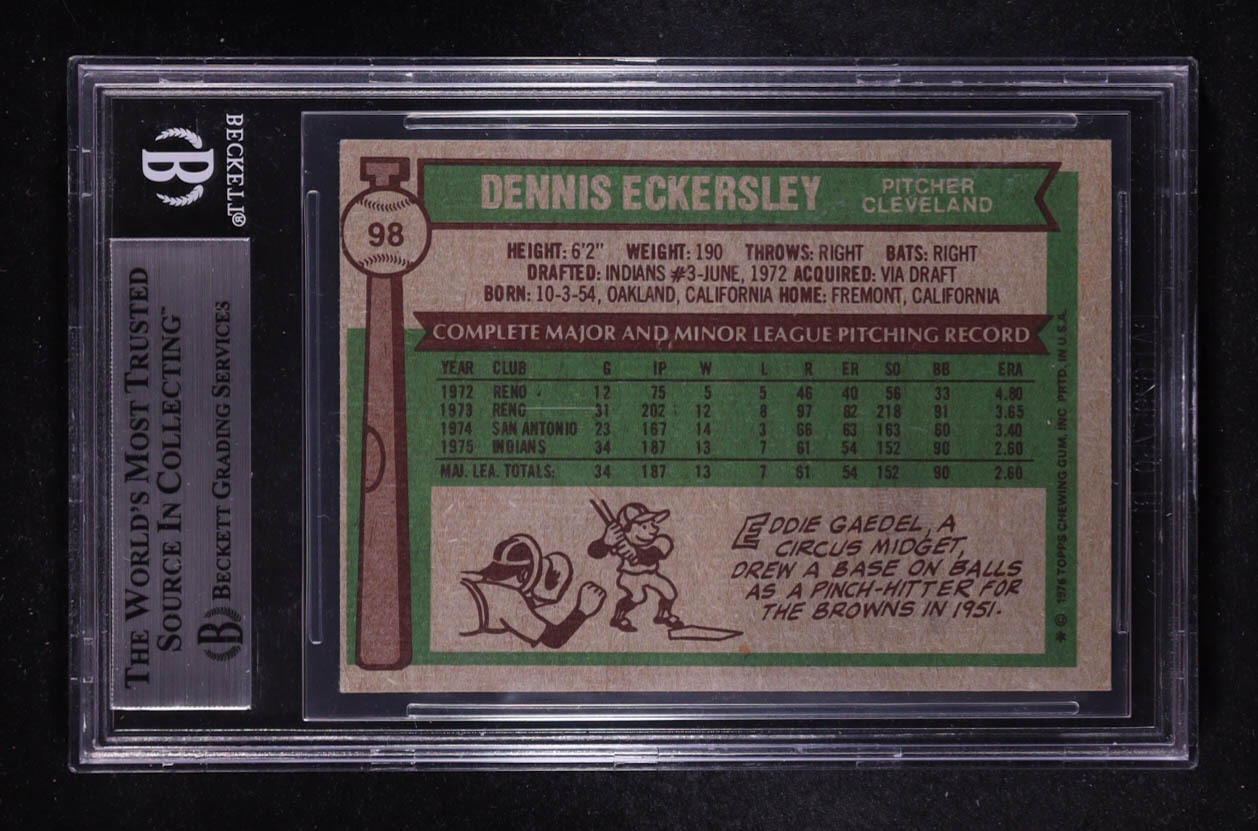 BECKETT®
B
THE WORLD'S MOST TRUSTED
SOURCE IN COLLECTING™
B BECKETT GRADING SERVICES
T
98
DENNIS ECKERSLEY
PITCHER
CLEVELAND
HEIGHT: 6'2" WEIGHT: 190 THROWS: RIGHT BATS: RIGHT
DRAFTED: INDIANS #3-JUNE, 1972 ACQUIRED: VIA DRAFT
BORN: 10-3-54, OAKLAND, CALIFORNIA HOME: FREMONT, CALIFORNIA
COMPLETE MAJOR AND MINOR LEAGUE PITCHING RECORD
YEAR CLUB G IP W L R ER SO BB ERA
1972 RENO 12 75 5 5 46 40 56 33 4.80
1973 RENO 31 202 12 8 97 82 218 91 3.65
1974 SAN ANTONIO 23 167 14 3 66 63 163 60 3.40
1975 INDIANS 34 187 13 7 61 54 152 90 2.60
MAJ. LEA. TOTALS: 34 187 13 7 61 54 152 90 2.60
EDDIE GAEDEL, A
CIRCUS MIDGET,
DREW A BASE ON BALLS
AS A PINCH-HITTER FOR
THE BROWNS IN 1951.
* © 1976 TOPPS CHEWING GUM, INC PRTD. IN U.S.A.